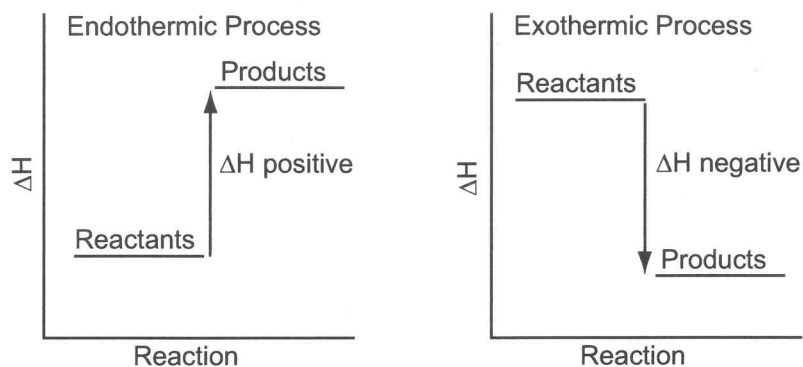 Endothermic Process
Products
ΔH positive
Reactants
ΔH
Reaction
Exothermic Process
Reactants
ΔH negative
Products
ΔH
Reaction